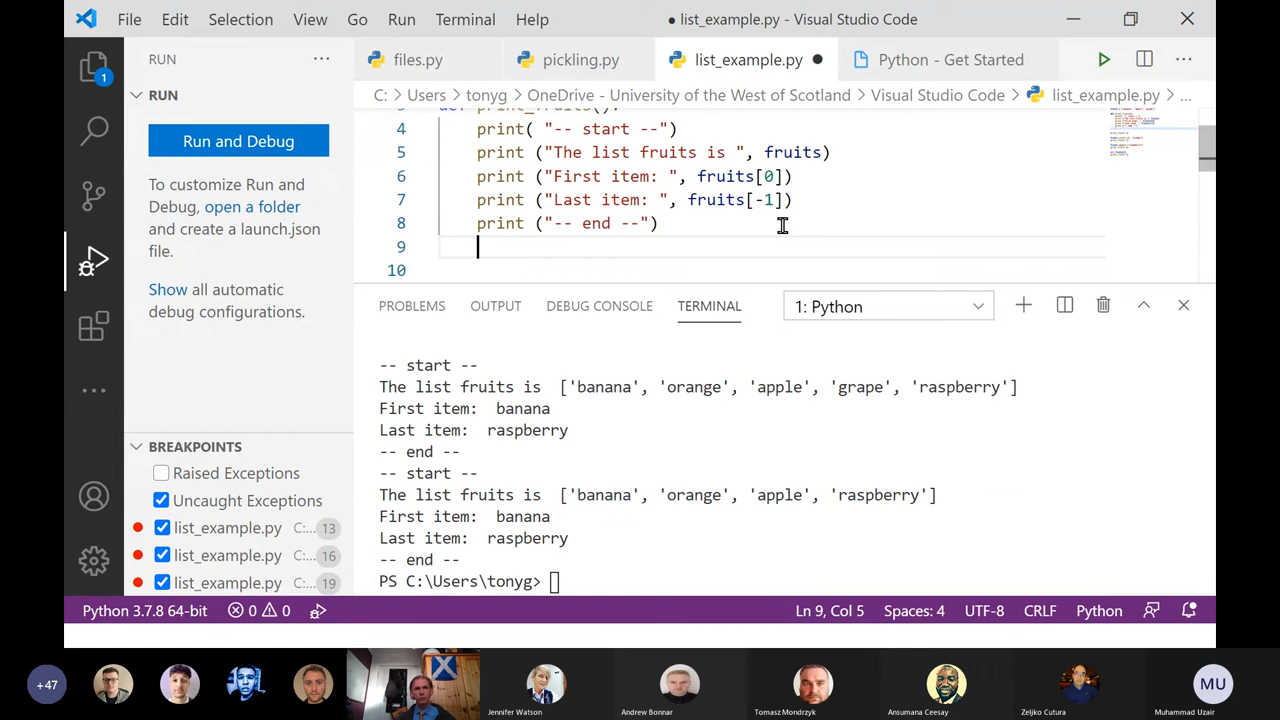 File Edit Selection View Go Run Terminal Help ● list_example.py - Visual Studio Code
RUN ...
files.py pickling.py list_example.py ● Python - Get Started ...
C: > Users > tonyg > OneDrive - University of the West of Scotland > Visual Studio Code > list_example.py > ...
1
RUN
Run and Debug
To customize Run and
Debug, open a folder
and create a launch.json
file.
Show all automatic
debug configurations.
def print_fruits():
4 print( "-- start --")
5 print ("The list fruits is ", fruits)
6 print ("First item: ", fruits[0])
7 print ("Last item: ", fruits[-1])
8 print ("-- end --")
9
10
PROBLEMS OUTPUT DEBUG CONSOLE TERMINAL 1: Python
-- start --
The list fruits is ['banana', 'orange', 'apple', 'grape', 'raspberry']
First item: banana
Last item: raspberry
-- end --
-- start --
The list fruits is ['banana', 'orange', 'apple', 'raspberry']
First item: banana
Last item: raspberry
-- end --
PS C:\Users\tonyg>
BREAKPOINTS
Raised Exceptions
Uncaught Exceptions
list_example.py C:... 13
list_example.py C:... 16
list_example.py C:... 19
Python 3.7.8 64-bit 0 0 Ln 9, Col 5 Spaces: 4 UTF-8 CRLF Python
+47
MU
Jennifer Watson Andrew Bonnar Tomasz Mondrzyk Ansumana Ceesay Zeljko Cutura Muhammad Uzair